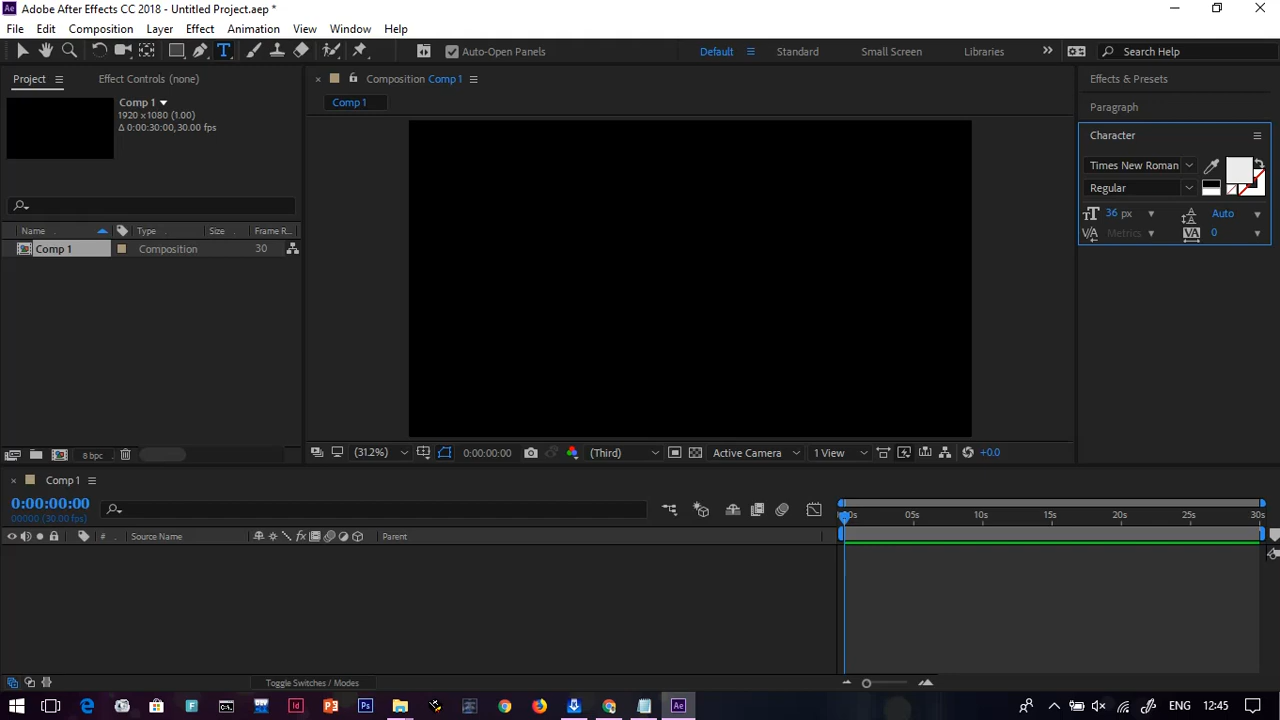 Ae Adobe After Effects CC 2018 - Untitled Project.aep *
File Edit Composition Layer Effect Animation View Window Help
T Auto-Open Panels Default Standard Small Screen Libraries » Search Help
Project Effect Controls (none) Composition Comp 1 Effects & Presets
Comp 1
1920 x 1080 (1.00)
Δ 0:00:30:00, 30.00 fps
Comp 1
Paragraph
Character
Times New Roman
Regular
36 px Auto
Metrics 0
Name Type Size Frame R...
Comp 1 Composition 30
8 bpc (31.2%) 0:00:00:00 (Third) Active Camera 1 View +0.0
Comp 1
0:00:00:00
00000 (30.00 fps)
# Source Name Parent
05s 10s 15s 20s 25s 30s
Toggle Switches / Modes
ENG 12:45